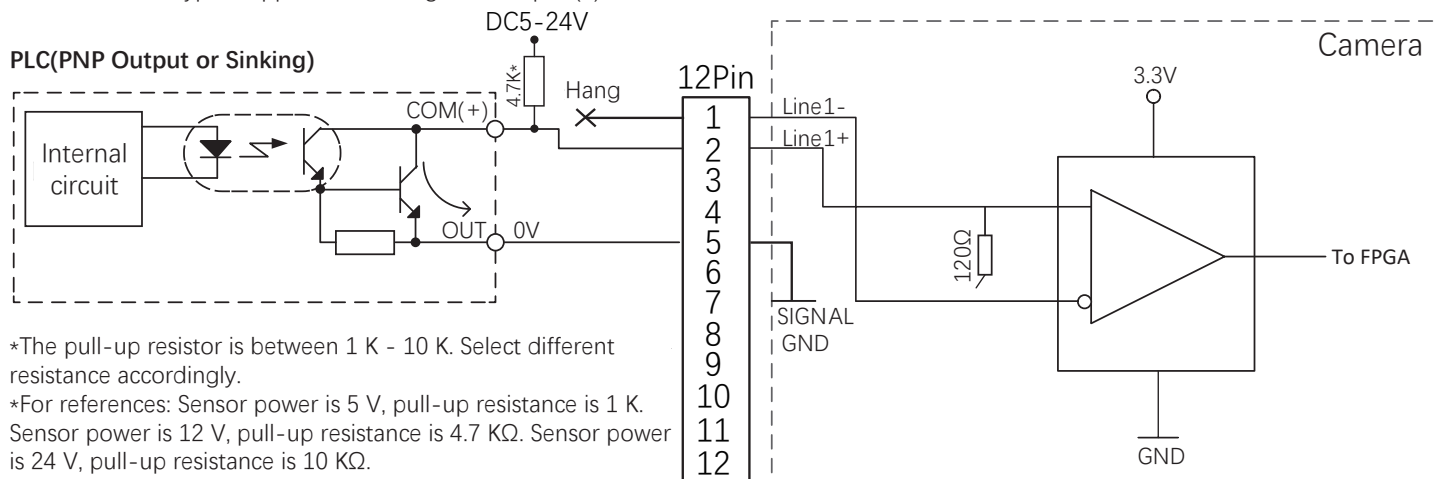 DC5-24V
Camera
PLC(PNP Output or Sinking)
12Pin
3.3V
4.7K*
Hang
COM(+)
Line1-
Line1+
Internal
circuit
OUT
0V
1
2
3
4
5
6
7
8
9
10
11
12
120Ω
To FPGA
SIGNAL
GND
GND
*The pull-up resistor is between 1 K - 10 K. Select different
resistance accordingly.
*For references: Sensor power is 5 V, pull-up resistance is 1 K.
Sensor power is 12 V, pull-up resistance is 4.7 KΩ. Sensor power
is 24 V, pull-up resistance is 10 KΩ.